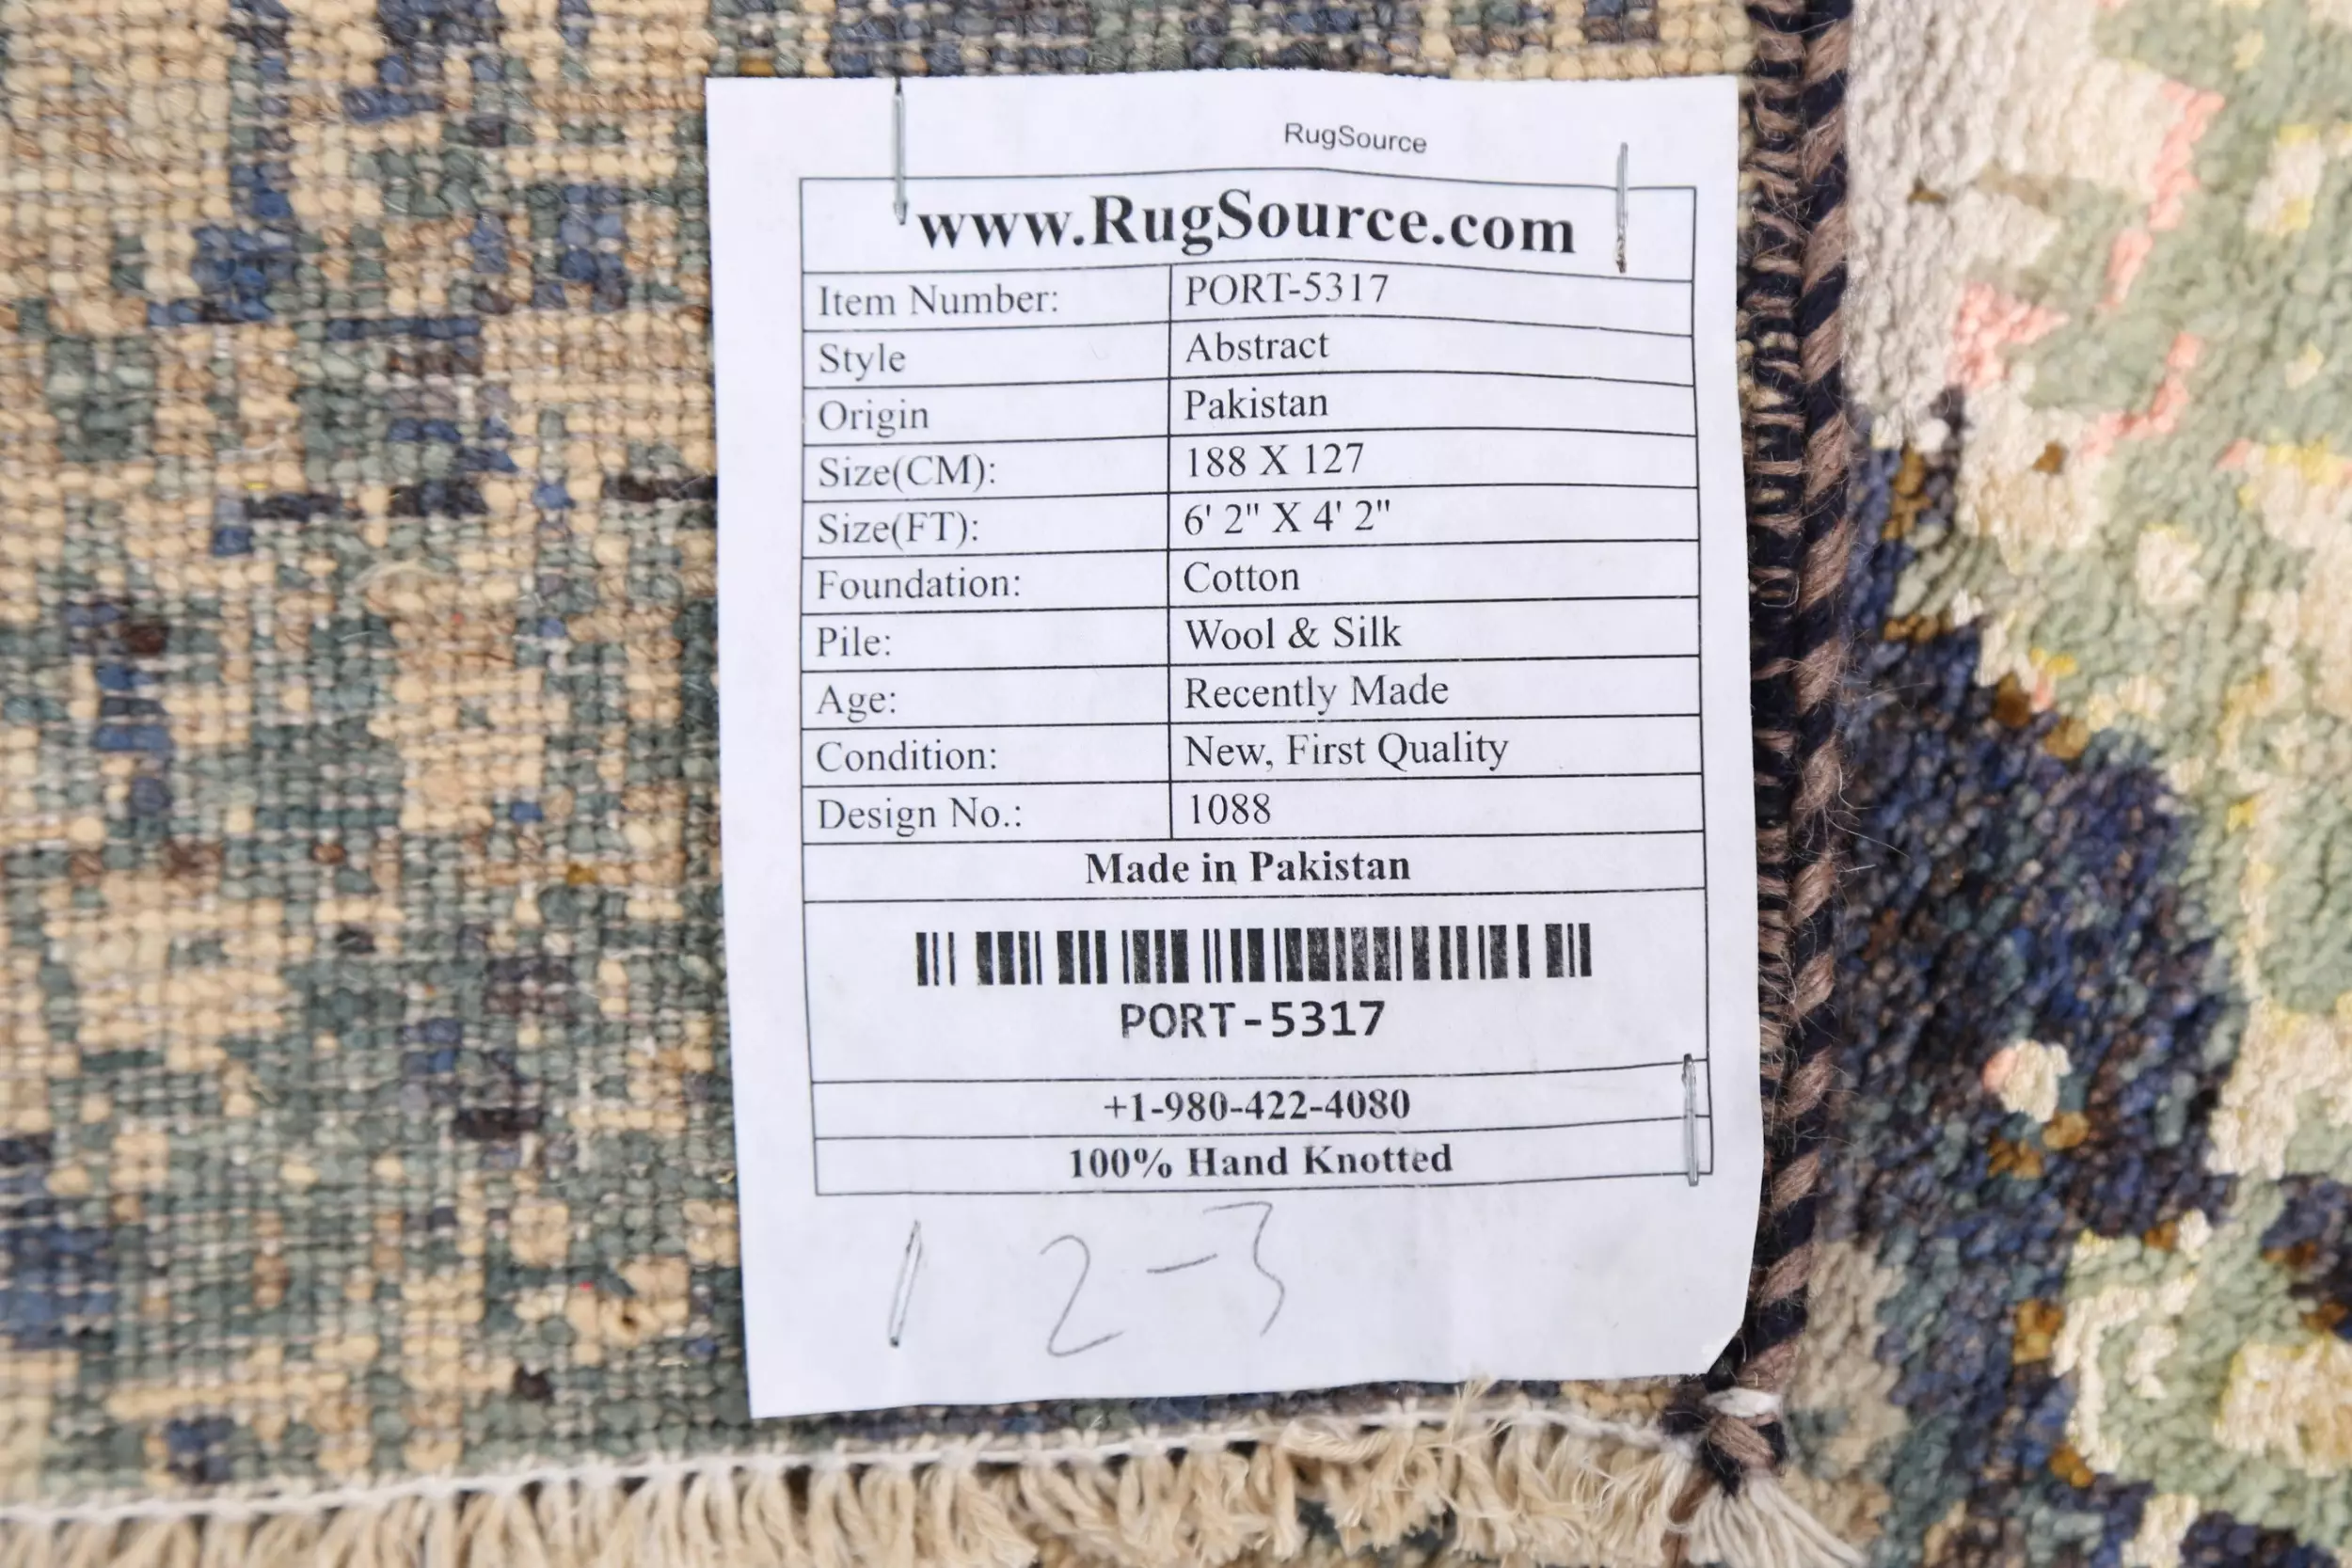 RugSource
www.RugSource.com
Item Number: PORT-5317
Style Abstract
Origin Pakistan
Size(CM): 188 X 127
Size(FT): 6' 2" X 4' 2"
Foundation: Cotton
Pile: Wool & Silk
Age: Recently Made
Condition: New, First Quality
Design No.: 1088
Made in Pakistan
PORT-5317
+1-980-422-4080
100% Hand Knotted
2-3